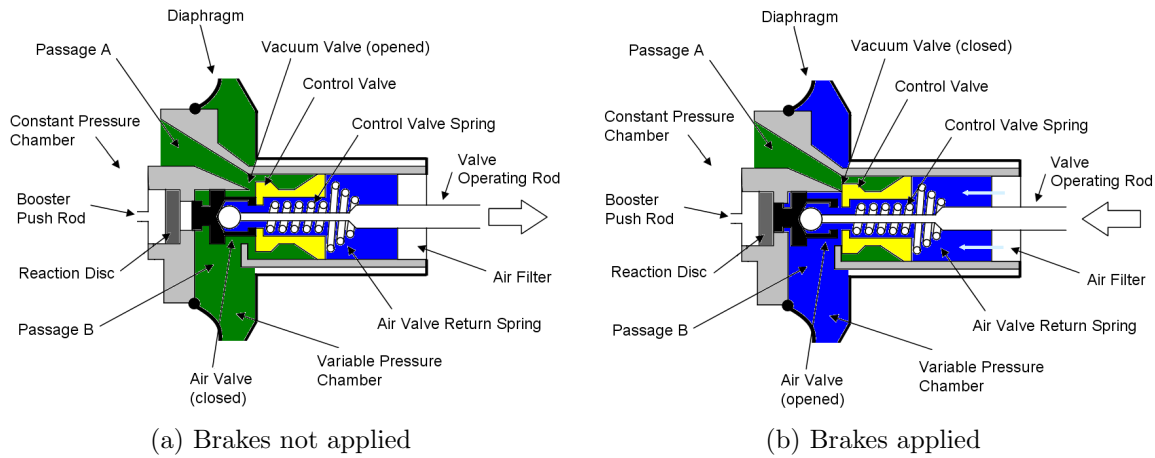 Diaphragm
Passage A
Vacuum Valve (opened)
Control Valve
Constant Pressure
Chamber
Control Valve Spring
Valve
Operating Rod
Booster
Push Rod
Reaction Disc
Air Filter
Passage B
Air Valve Return Spring
Variable Pressure
Chamber
Air Valve
(closed)
(a) Brakes not applied
Diaphragm
Vacuum Valve (closed)
Passage A
Control Valve
Constant Pressure
Chamber
Control Valve Spring
Valve
Operating Rod
Booster
Push Rod
Reaction Disc
Air Filter
Passage B
Air Valve Return Spring
Variable Pressure
Chamber
Air Valve
(opened)
(b) Brakes applied